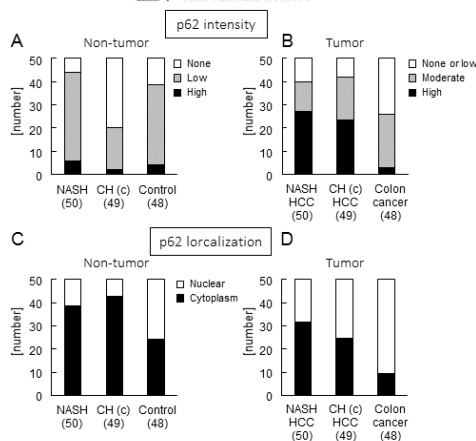 p62 intensity
A
Non-tumor
None
Low
High
[number]
50
40
30
20
10
0
NASH CH (c) Control
(50) (49) (48)
B
Tumor
None or low
Moderate
High
[number]
50
40
30
20
10
0
NASH CH (c) Colon
HCC HCC cancer
(50) (49) (48)
p62 lorcalization
C
Non-tumor
Nuclear
Cytoplasm
[number]
50
40
30
20
10
0
NASH CH (c) Control
(50) (49) (48)
D
Tumor
[number]
50
40
30
20
10
0
NASH CH (c) Colon
HCC HCC cancer
(50) (49) (48)